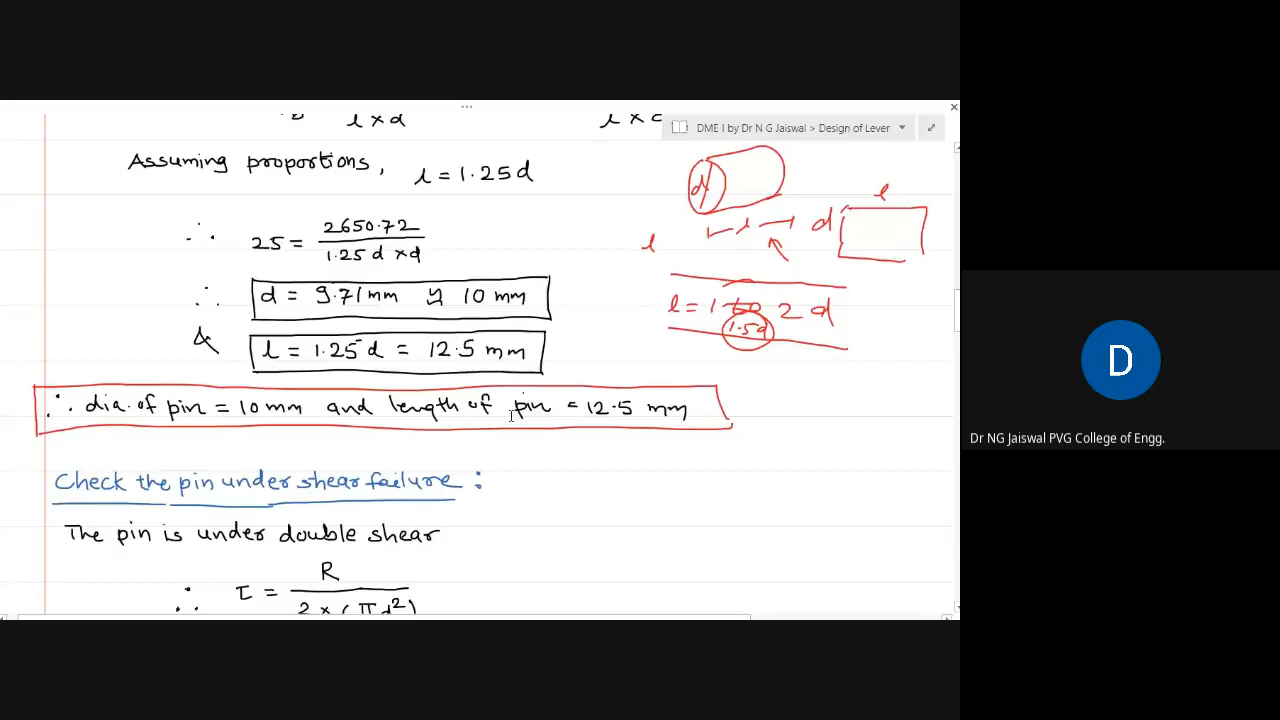 l x d
DME I by Dr N G Jaiswal > Design of Lever
Assuming proportions, l = 1.25d
d
l
l
d
l
∴ 25 = 2650.72
1.25 d x d
∴ d = 9.71 mm ≈ 10 mm
l = 1 2 d
1.5d
& l = 1.25 d = 12.5 mm
∴ dia. of pin = 10 mm and length of pin = 12.5 mm
D
Dr NG Jaiswal PVG College of Engg.
Check the pin under shear failure :
The pin is under double shear
∴ τ = R
2 x (πd²)